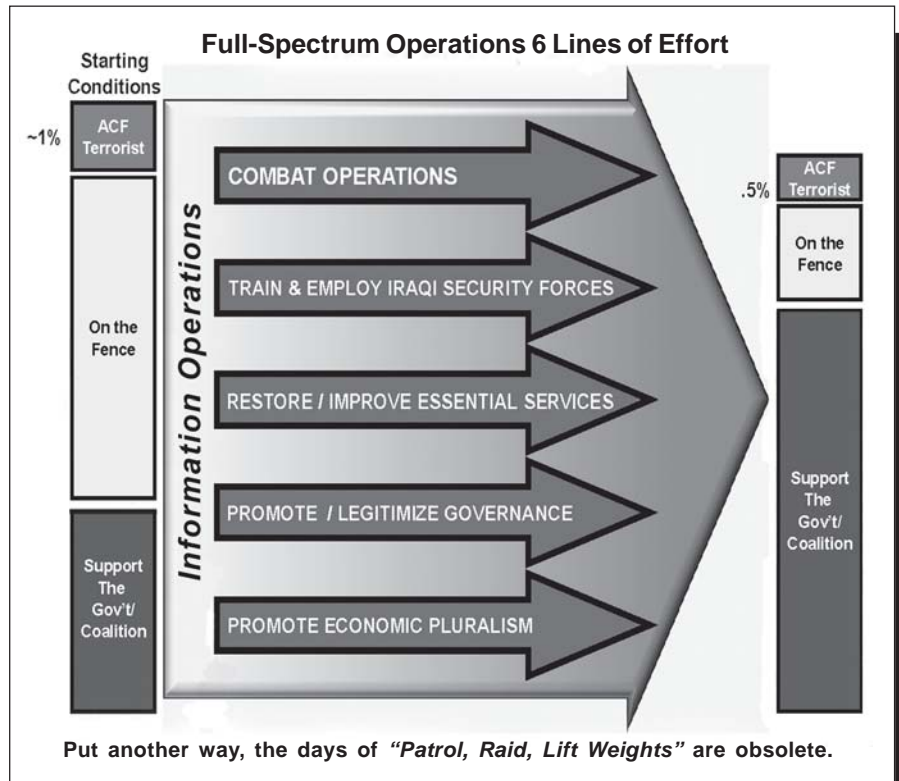 Full-Spectrum Operations 6 Lines of Effort
Starting
Conditions
~1%
ACF
Terrorist
On the
Fence
Support
The
Gov't/
Coalition
Information Operations
COMBAT OPERATIONS
TRAIN & EMPLOY IRAQI SECURITY FORCES
RESTORE / IMPROVE ESSENTIAL SERVICES
PROMOTE / LEGITIMIZE GOVERNANCE
PROMOTE ECONOMIC PLURALISM
.5%
ACF
Terrorist
On the
Fence
Support
The
Gov't/
Coalition
Put another way, the days of "Patrol, Raid, Lift Weights" are obsolete.